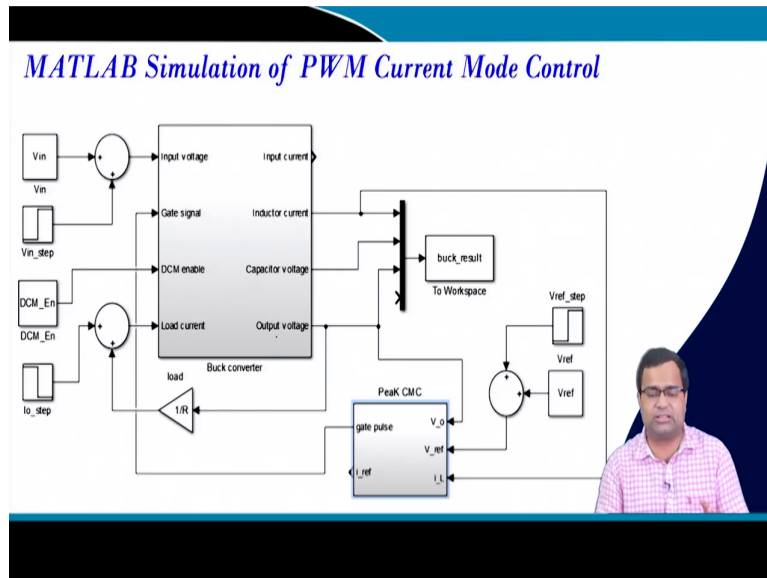 MATLAB Simulation of PWM Current Mode Control
Vin
Vin
Vin_step
DCM_En
DCM_En
Io_step
Input voltage
Input current
Gate signal
Inductor current
DCM enable
Capacitor voltage
Load current
Output voltage
Buck converter
load
1/R
buck_result
To Workspace
Vref_step
Vref
Vref
PeaK CMC
gate pulse
V_o
V_ref
i_ref
i_L